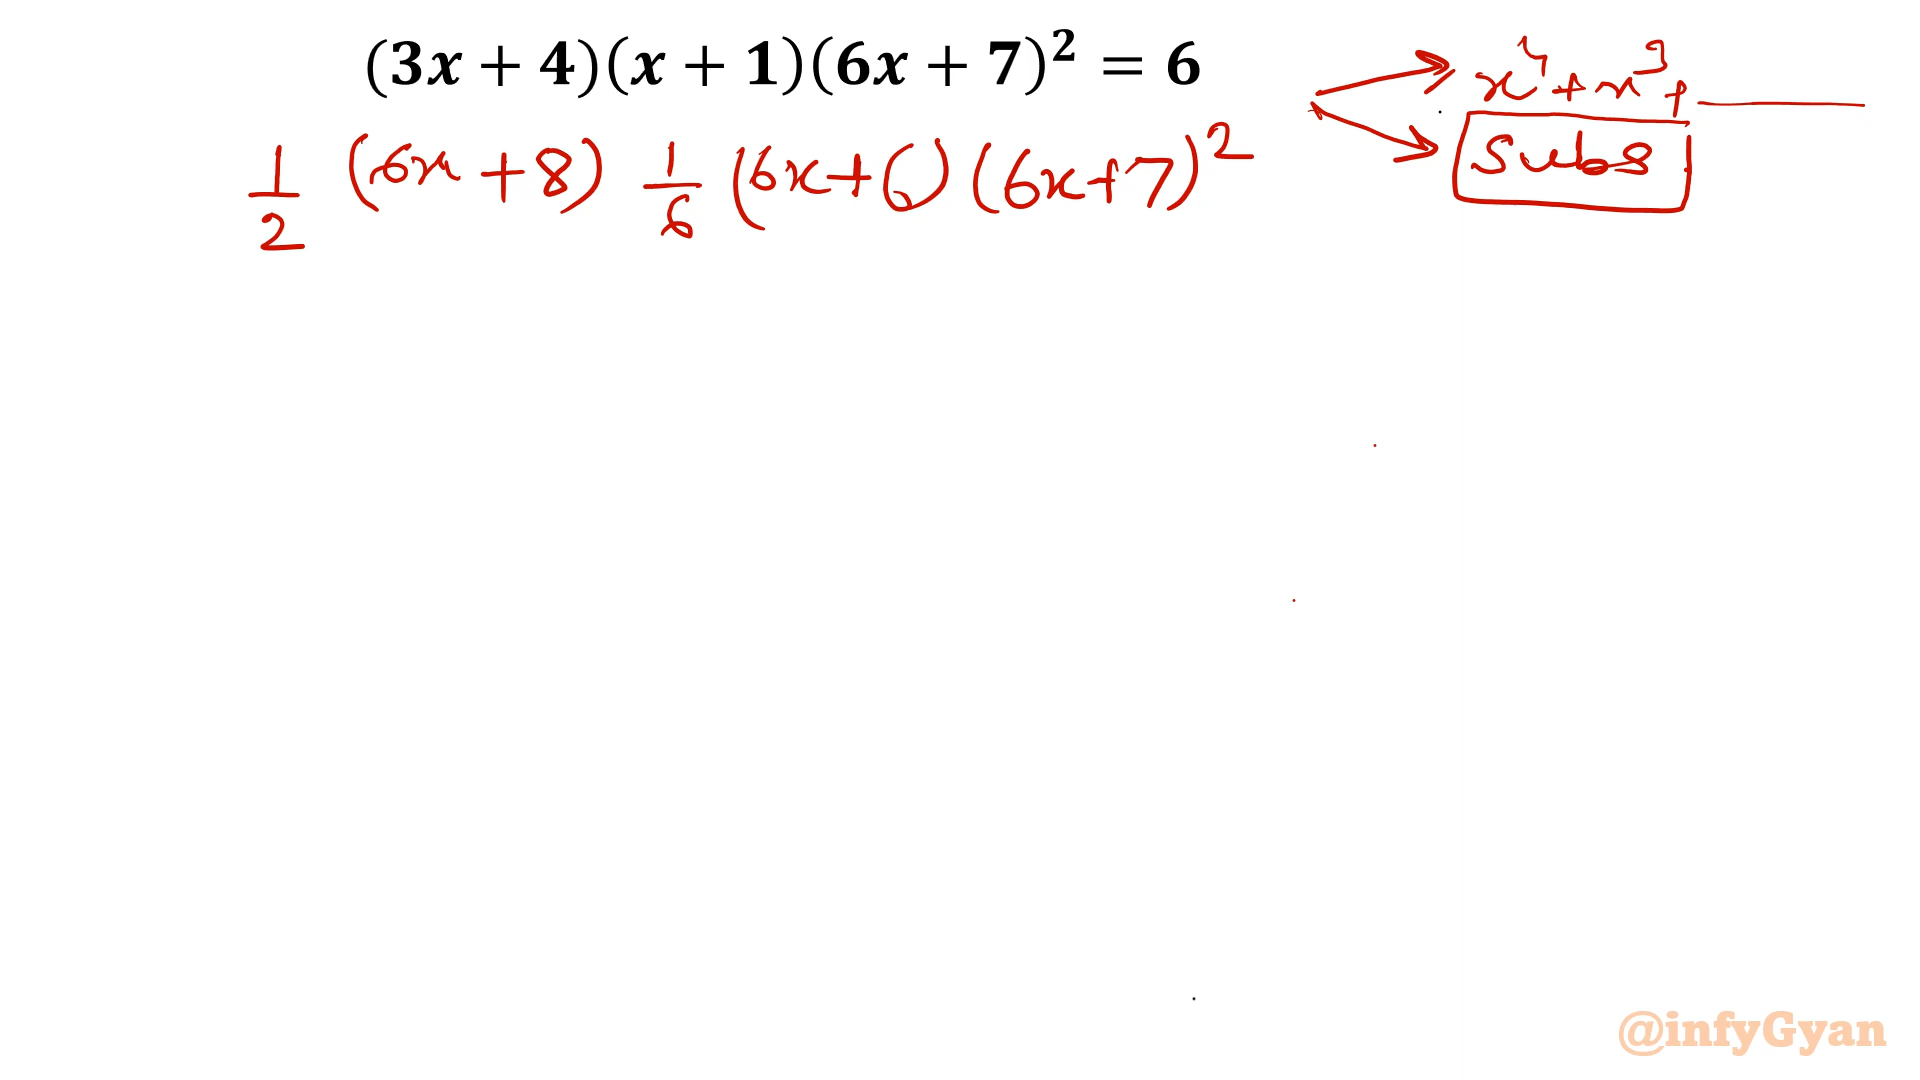 (3x + 4)(x + 1)(6x + 7)² = 6
x⁴ + x³ +
Subs
1/2 (6x + 8) 1/6 (6x + 6) (6x + 7)²
@infyGyan